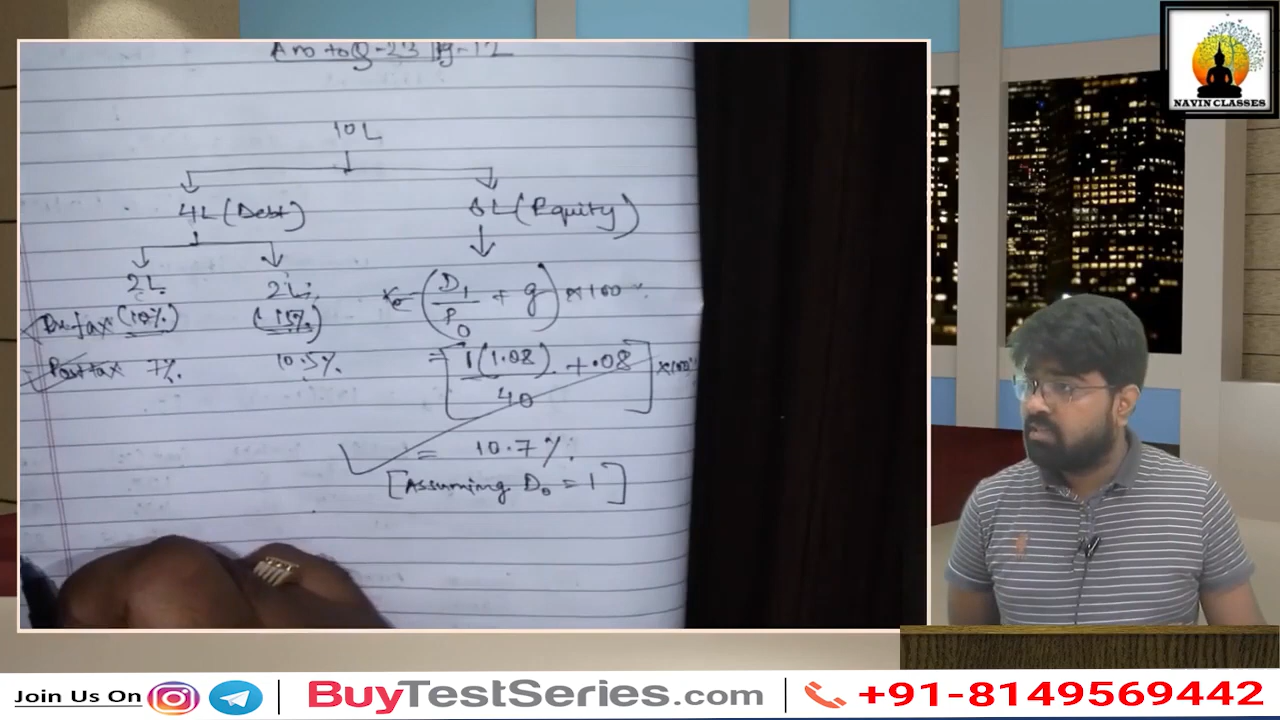 Ans to Q-23 Pg-12
10 L
4L (Debt)
6L (Equity)
2L
2L
Pre tax (10%)
(15%)
Post tax 7%
10.5%
Ke = (D1/P0 + g) × 100%
= [1(1.08)/40 + .08] × 100%
= 10.7%
[Assuming D0 = 1]
NAVIN CLASSES
Join Us On
BuyTestSeries.com
+91-8149569442